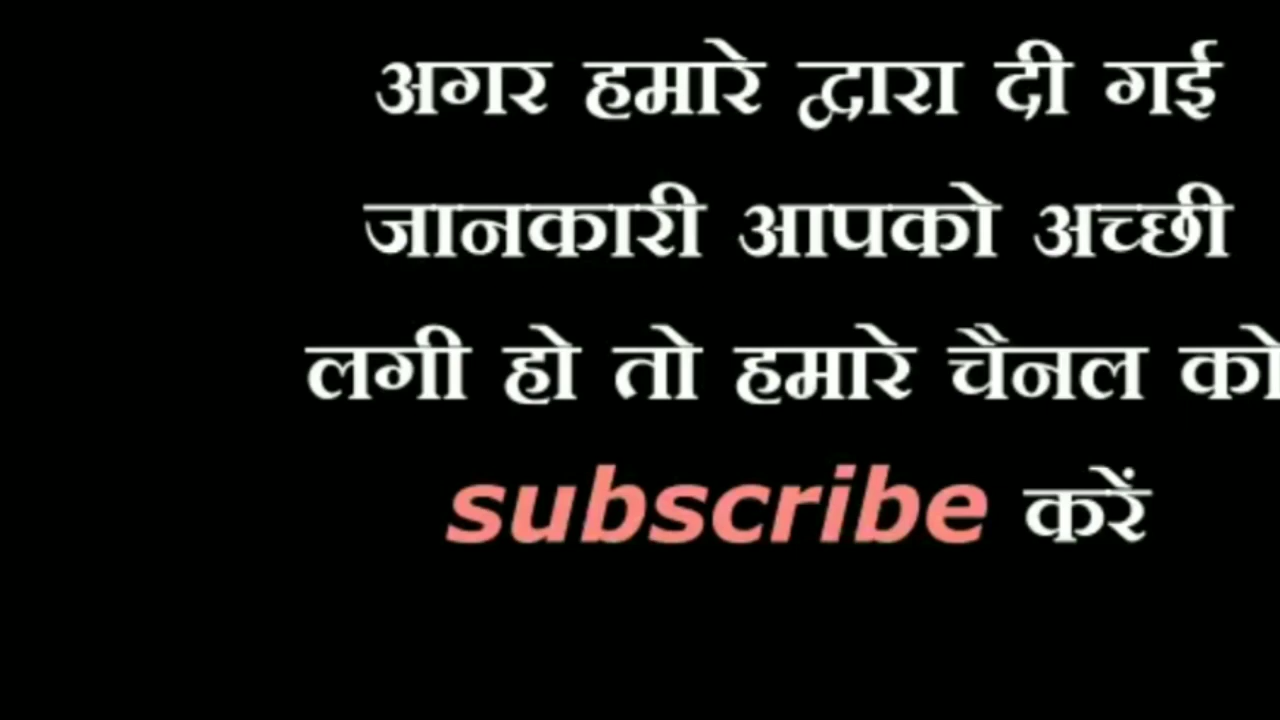 अगर हमारे द्वारा दी गई
जानकारी आपको अच्छी
लगी हो तो हमारे चैनल को
subscribe करें